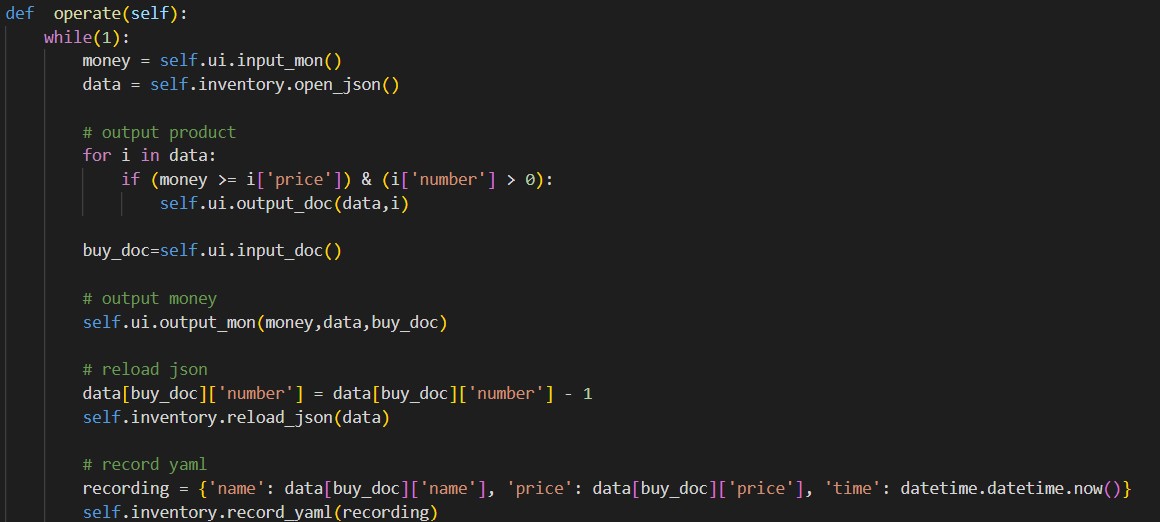 def  operate(self):
    while(1):
        money = self.ui.input_mon()
        data = self.inventory.open_json()

        # output product
        for i in data:
            if (money >= i['price']) & (i['number'] > 0):
                self.ui.output_doc(data,i)

        buy_doc=self.ui.input_doc()

        # output money
        self.ui.output_mon(money,data,buy_doc)

        # reload json
        data[buy_doc]['number'] = data[buy_doc]['number'] - 1
        self.inventory.reload_json(data)

        # record yaml
        recording = {'name': data[buy_doc]['name'], 'price': data[buy_doc]['price'], 'time': datetime.datetime.now()}
        self.inventory.record_yaml(recording)